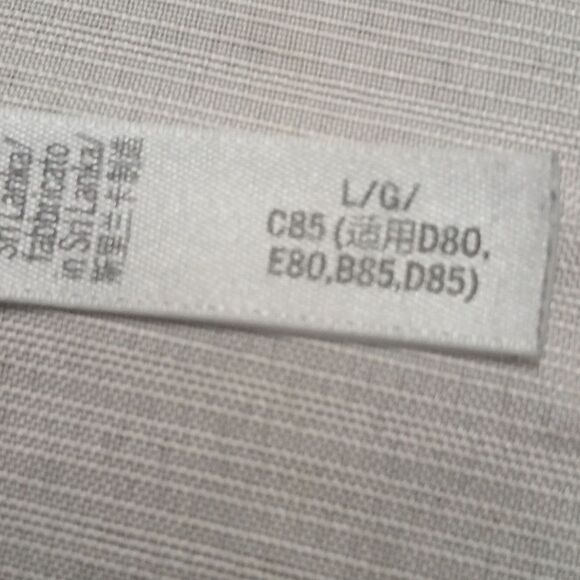 Sri Lanka/
fabbricato
in Sri Lanka/
斯里兰卡制造
L/G/
C85 (适用D80,
E80,B85,D85)